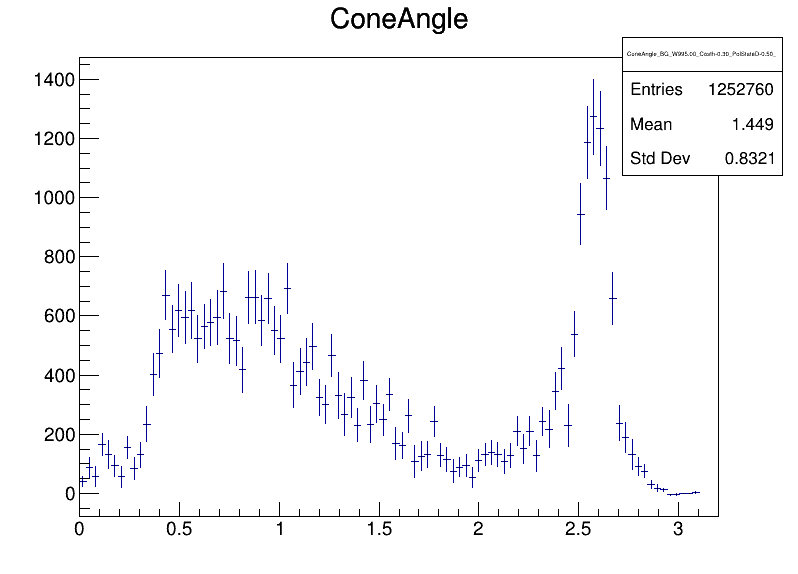 ConeAngle
ConeAngle_BG_W995.00_Costh-0.30_PolStateD-0.50_
Entries 1252760
Mean 1.449
Std Dev 0.8321
1400
1200
1000
800
600
400
200
0
0 0.5 1 1.5 2 2.5 3